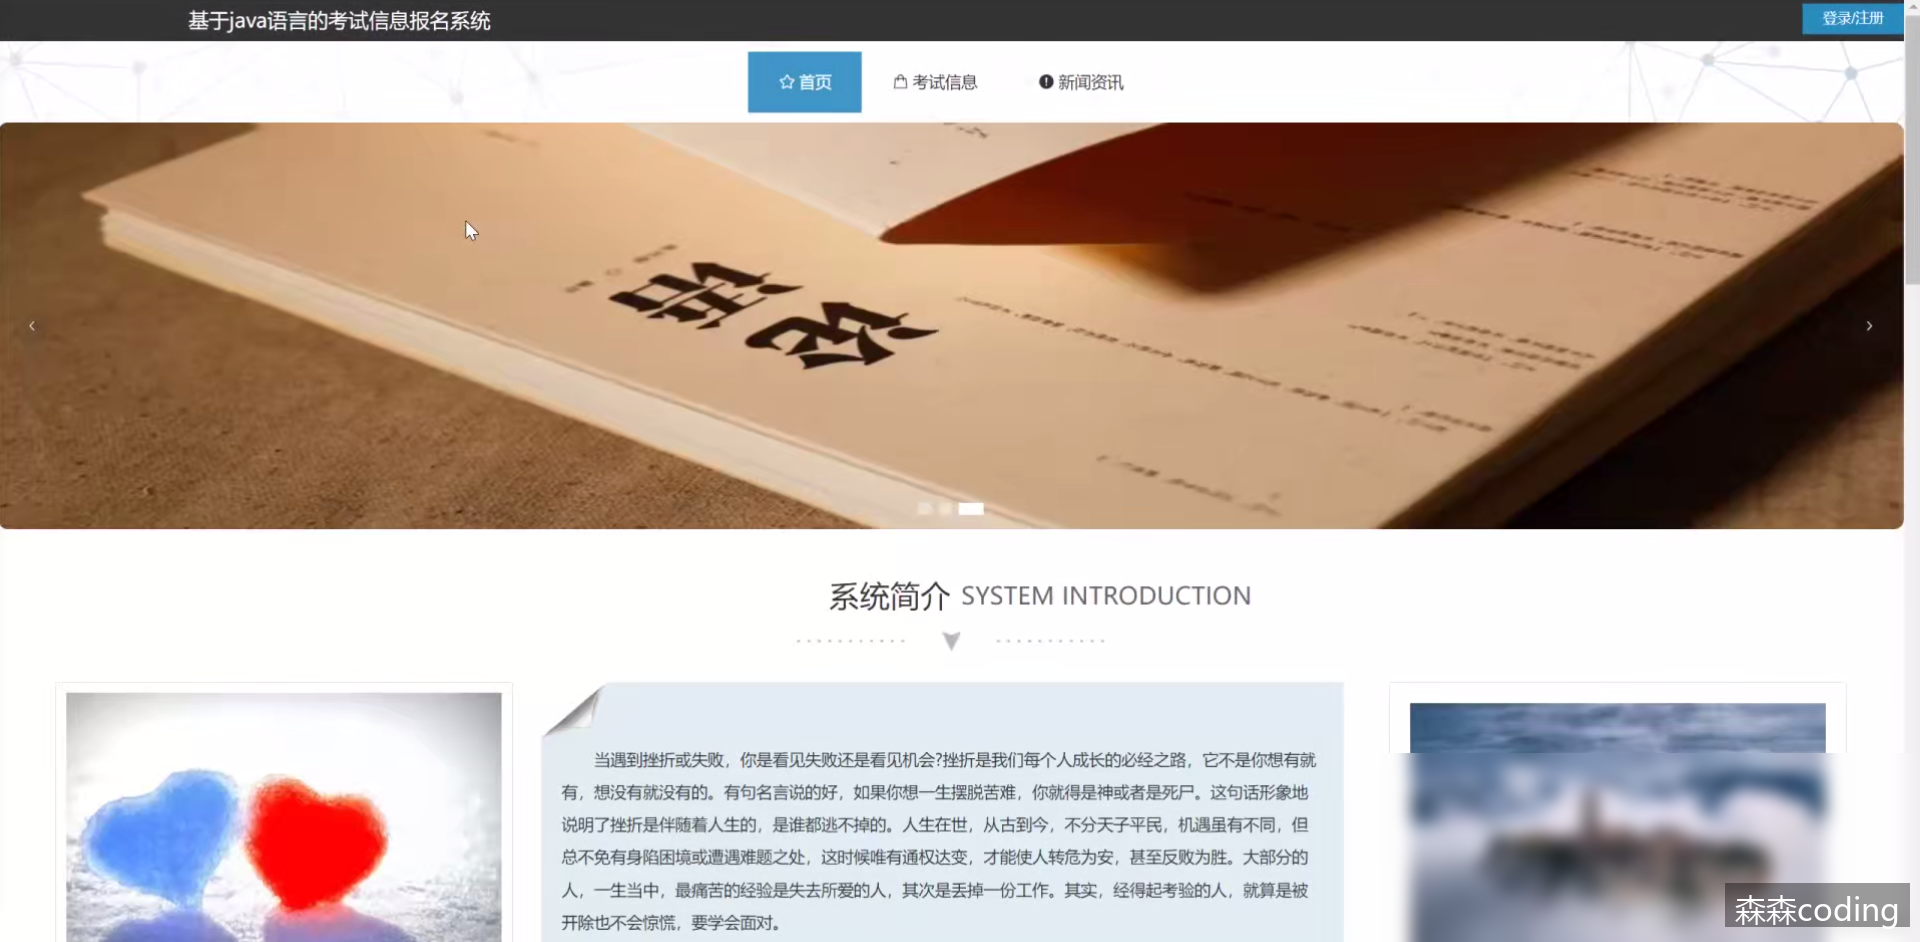 基于java语言的考试信息报名系统
登录/注册
首页
考试信息
新闻资讯
论语
系统简介 SYSTEM INTRODUCTION
当遇到挫折或失败，你是看见失败还是看见机会?挫折是我们每个人成长的必经之路，它不是你想有就
有，想没有就没有的。有句名言说的好，如果你想一生摆脱苦难，你就得是神或者是死尸。这句话形象地
说明了挫折是伴随着人生的，是谁都逃不掉的。人生在世，从古到今，不分天子平民，机遇虽有不同，但
总不免有身陷困境或遭遇难题之处，这时候唯有通权达变，才能使人转危为安，甚至反败为胜。大部分的
人，一生当中，最痛苦的经验是失去所爱的人，其次是丢掉一份工作。其实，经得起考验的人，就算是被
开除也不会惊慌，要学会面对。
森森coding